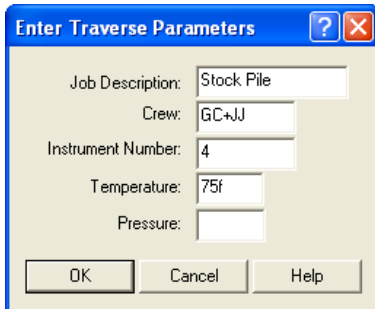 Enter Traverse Parameters
Job Description: Stock Pile
Crew: GC+JJ
Instrument Number: 4
Temperature: 75f
Pressure:
OK Cancel Help